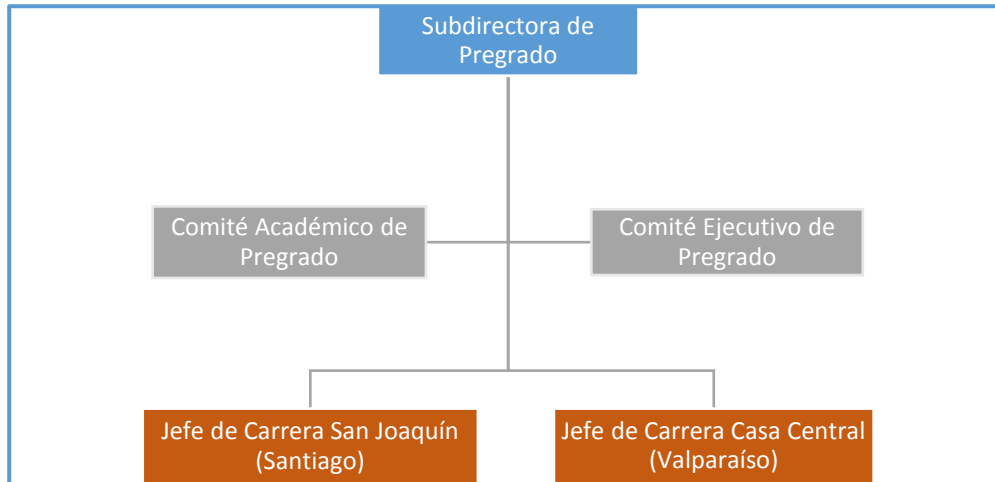 Subdirectora de
Pregrado
Comité Académico de
Pregrado
Comité Ejecutivo de
Pregrado
Jefe de Carrera San Joaquín
(Santiago)
Jefe de Carrera Casa Central
(Valparaíso)